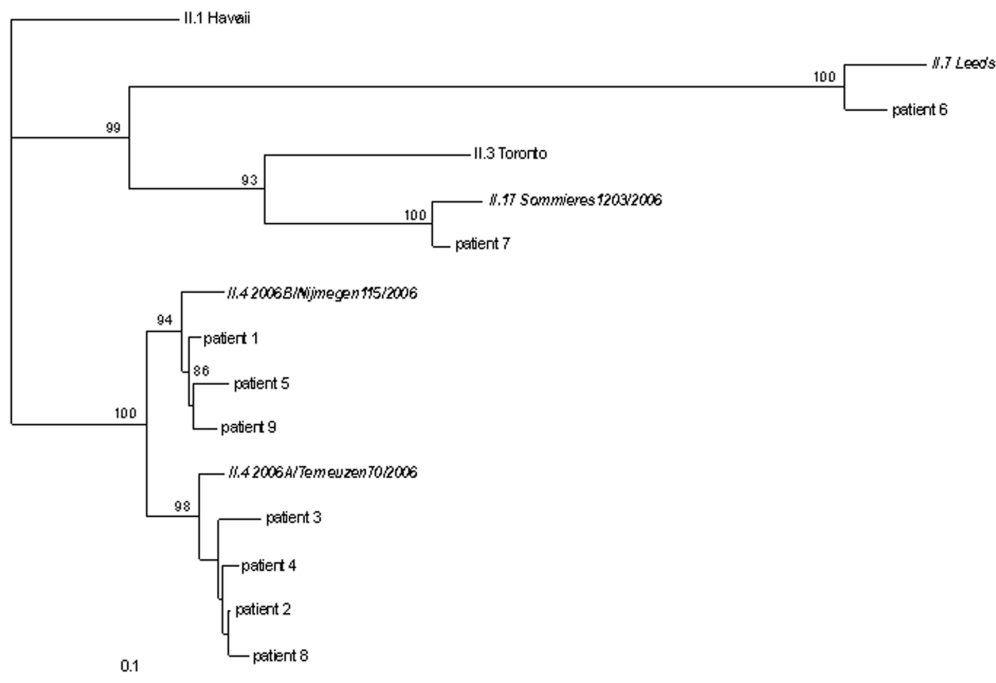 II.1 Hawaii
II.7 Leeds
100
patient 6
99
II.3 Toronto
93
II.17 Sommieres1203/2006
100
patient 7
II.4 2006B/Nijmegen115/2006
94
patient 1
86
patient 5
100
patient 9
II.4 2006A/Terneuzen70/2006
98
patient 3
patient 4
patient 2
patient 8
0.1